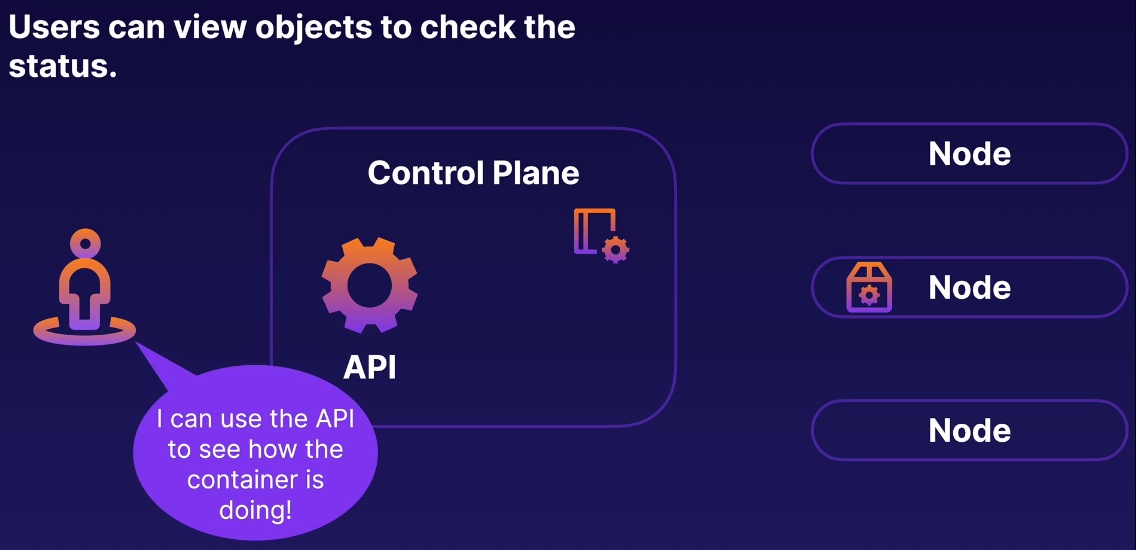 Users can view objects to check the
status.
Control Plane
API
I can use the API
to see how the
container is
doing!
Node
Node
Node